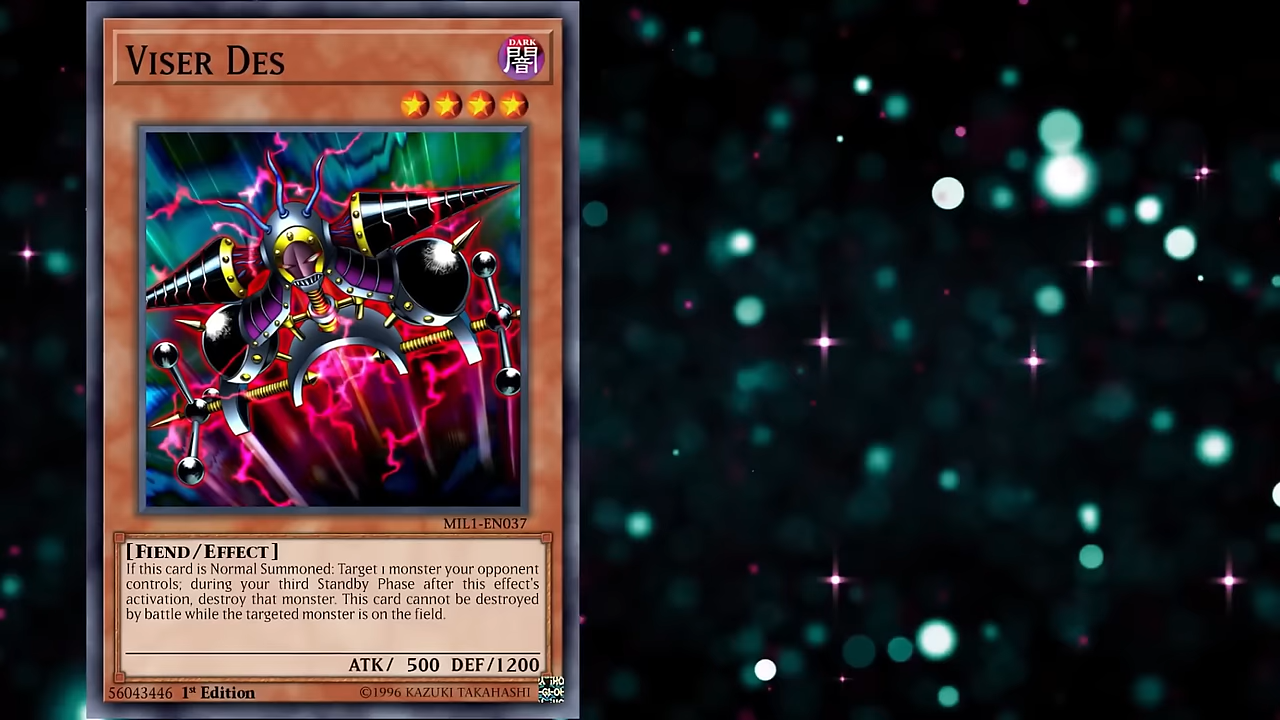 VISER DES
DARK
闇
MIL1-EN037
[FIEND/EFFECT]
If this card is Normal Summoned: Target 1 monster your opponent
controls; during your third Standby Phase after this effect's
activation, destroy that monster. This card cannot be destroyed
by battle while the targeted monster is on the field.
ATK/ 500 DEF/1200
56043446 1st Edition ©1996 KAZUKI TAKAHASHI